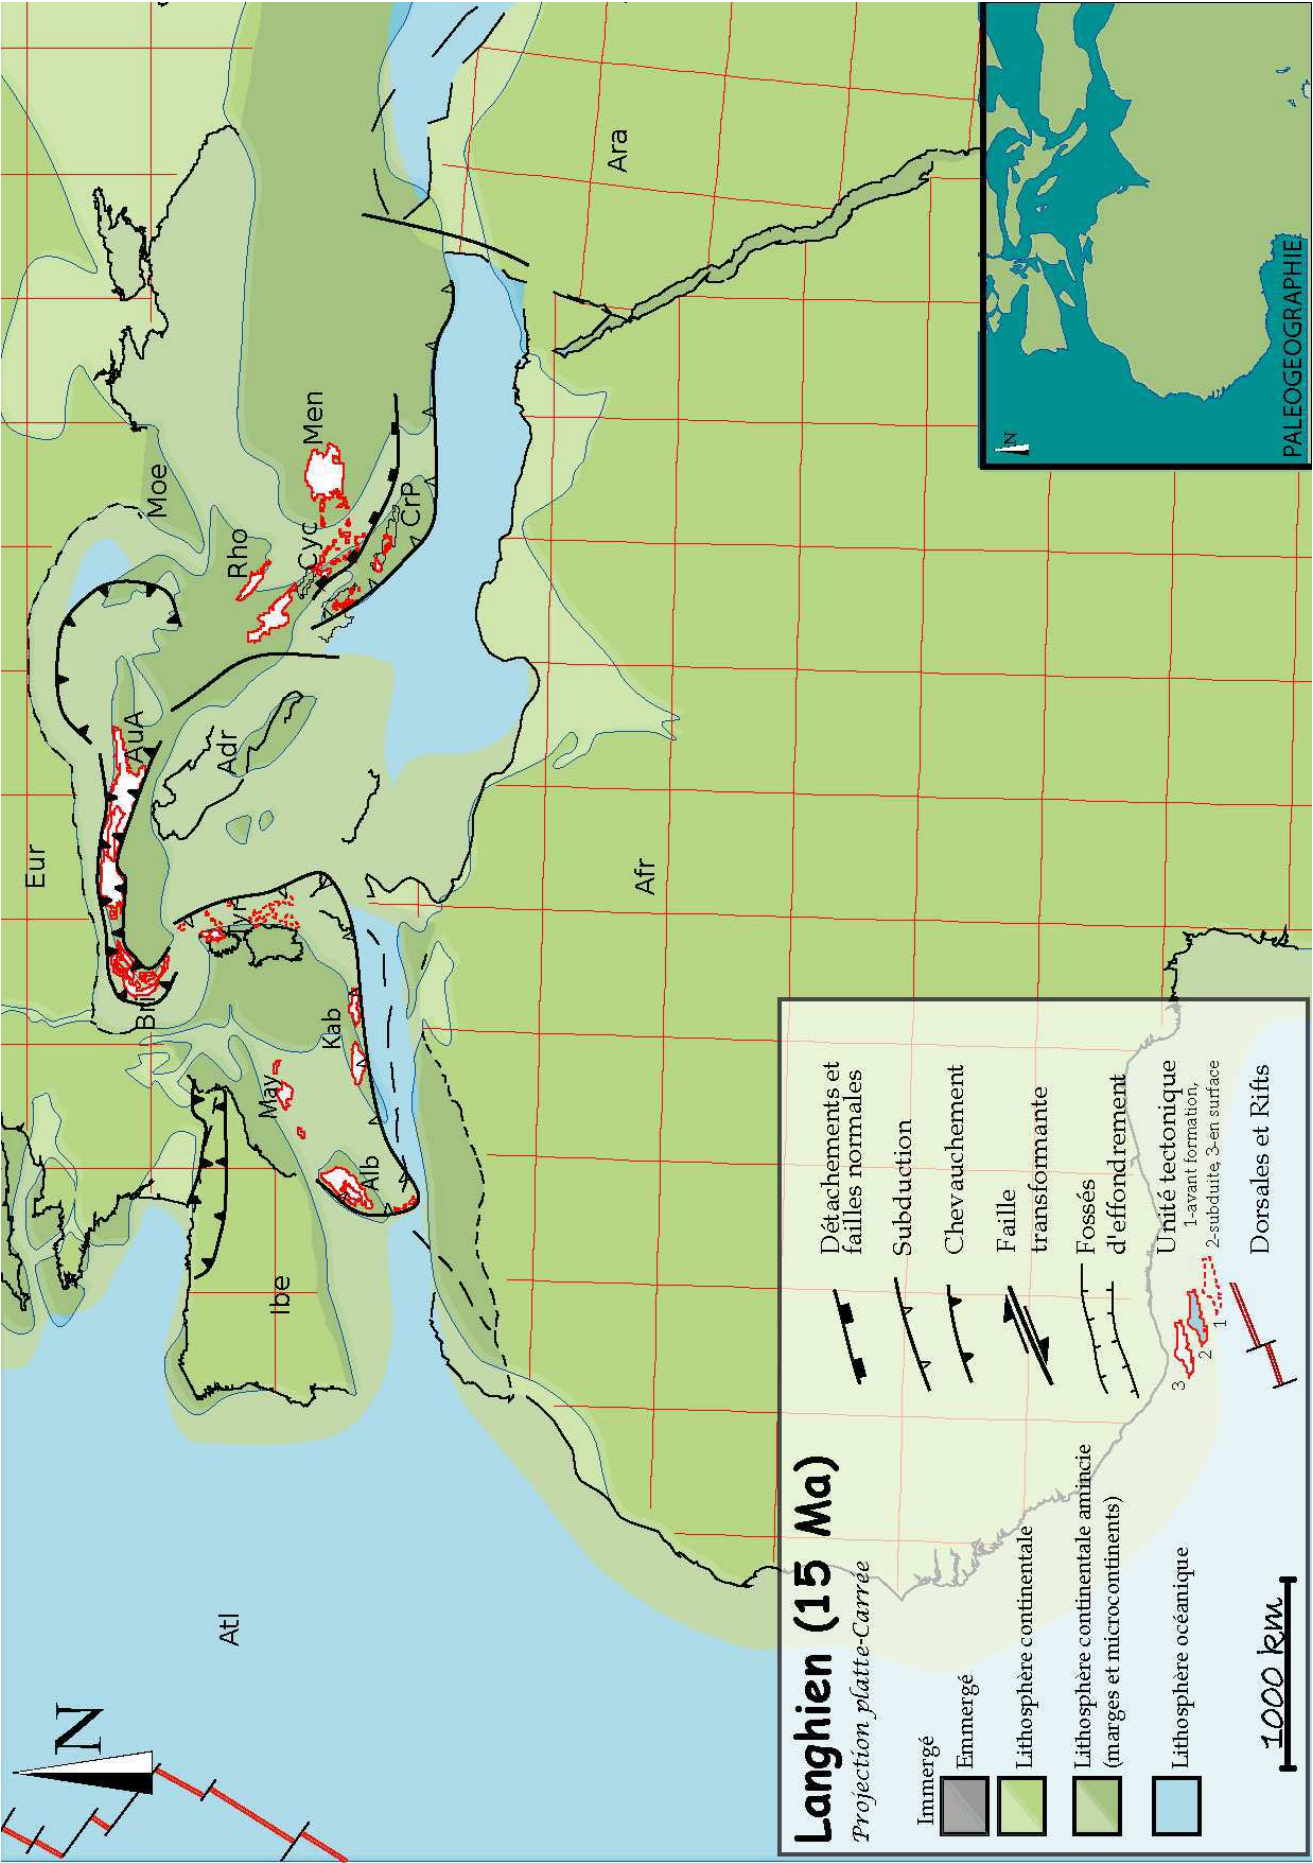 N
Atl
Ibe
Eur
Bri
AuA
Moe
Adr
Rho
Tyr
May
Kab
Alb
Cyc
Men
CrP
Afr
Ara
Langhien (15 Ma)
Projection platte-Carrée
Immergé
Emmergé
Lithosphère continentale
Lithosphère continentale amincie
(marges et microcontinents)
Lithosphère océanique
1000 km
Détachements et
failles normales
Subduction
Chevauchement
Faille
transformante
Fossés
d'effondrement
3
2
1
Unité tectonique
1-avant formation,
2-subduite, 3-en surface
Dorsales et Rifts
N
PALEOGEOGRAPHIE